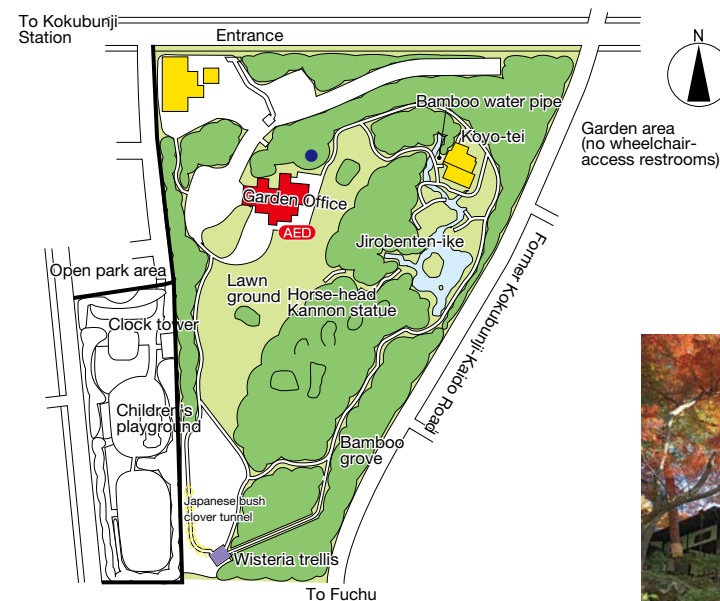 To Kokubunji
Station
Entrance
N
Bamboo water pipe
Koyo-tei
Garden area
(no wheelchair-
access restrooms)
Garden Office
AED
Jirobenten-ike
Former Kokubunji-Kaido Road
Open park area
Lawn
ground
Horse-head
Kannon statue
Clock tower
Children's
playground
Bamboo
grove
Japanese bush
clover tunnel
Wisteria trellis
To Fuchu